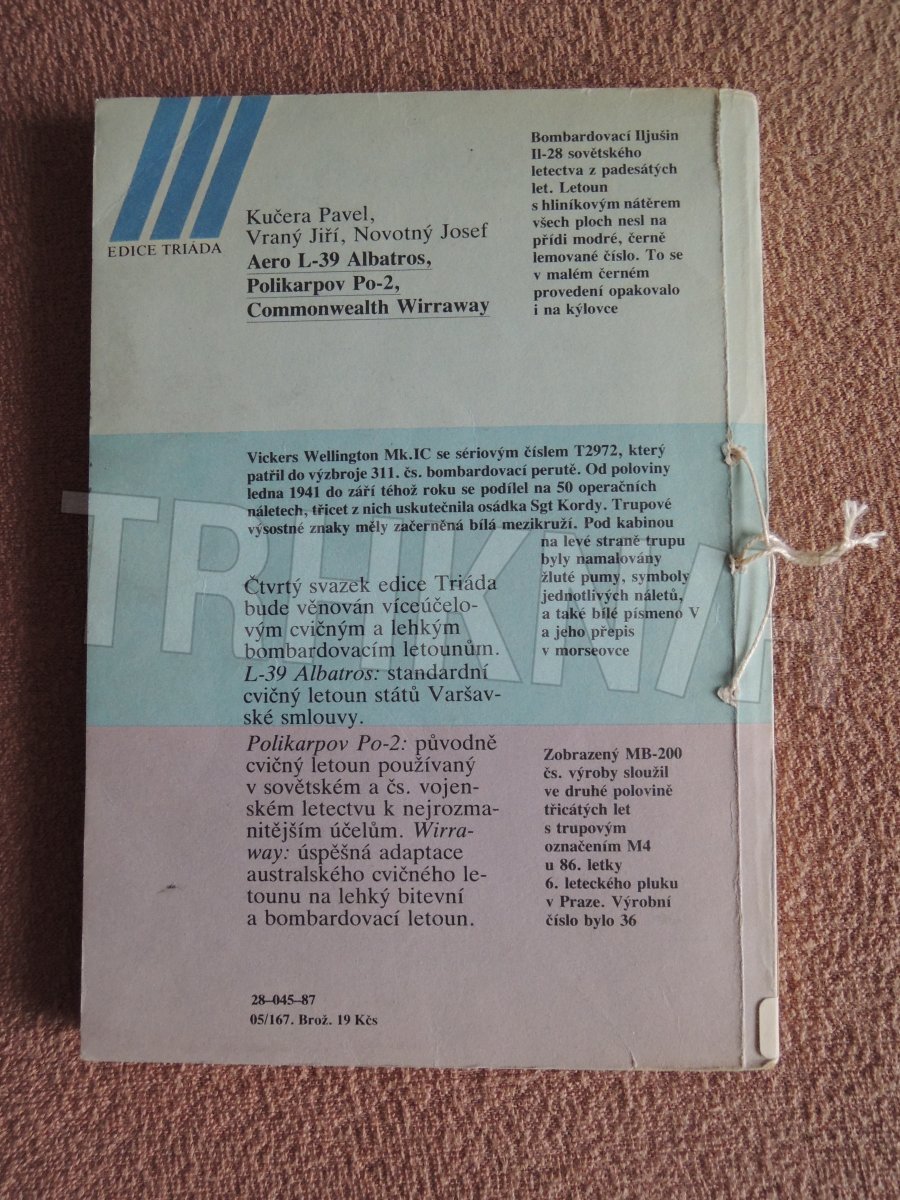 EDICE TRIÁDA
Kučera Pavel,
Vraný Jiří, Novotný Josef
Aero L-39 Albatros,
Polikarpov Po-2,
Commonwealth Wirraway
Bombardovací Iljušin
Il-28 sovětského
letectva z padesátých
let. Letoun
s hliníkovým nátěrem
všech ploch nesl na
přídi modré, černě
lemované číslo. To se
v malém černém
provedení opakovalo
i na kýlovce
Vickers Wellington Mk.IC se sériovým číslem T2972, který
patřil do výzbroje 311. čs. bombardovací perutě. Od poloviny
ledna 1941 do září téhož roku se podílel na 50 operačních
náletech, třicet z nich uskutečnila osádka Sgt Kordy. Trupové
výsostné znaky měly začerněná bílá mezikruží. Pod kabinou
na levé straně trupu
byly namalovány
žluté pumy, symboly
jednotlivých náletů,
a také bílé písmeno V
a jeho přepis
v morseovce
Čtvrtý svazek edice Triáda
bude věnován víceúčelo-
vým cvičným a lehkým
bombardovacím letounům.
L-39 Albatros: standardní
cvičný letoun států Varšav-
ské smlouvy.
Polikarpov Po-2: původně
cvičný letoun používaný
v sovětském a čs. vojen-
ském letectvu k nejrozma-
nitějším účelům. Wirra-
way: úspěšná adaptace
australského cvičného le-
tounu na lehký bitevní
a bombardovací letoun.
Zobrazený MB-200
čs. výroby sloužil
ve druhé polovině
třicátých let
s trupovým
označením M4
u 86. letky
6. leteckého pluku
v Praze. Výrobní
číslo bylo 36
28–045–87
05/167. Brož. 19 Kčs